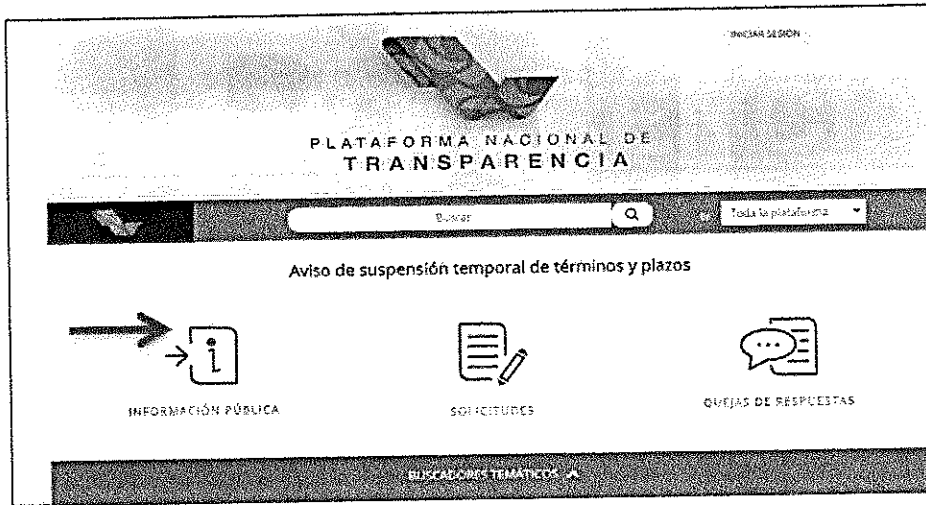 INICIAR SESIÓN
PLATAFORMA NACIONAL DE
TRANSPARENCIA
Buscar
Toda la plataforma
Aviso de suspensión temporal de términos y plazos
INFORMACIÓN PÚBLICA
SOLICITUDES
QUEJAS DE RESPUESTAS
BUSCADORES TEMÁTICOS